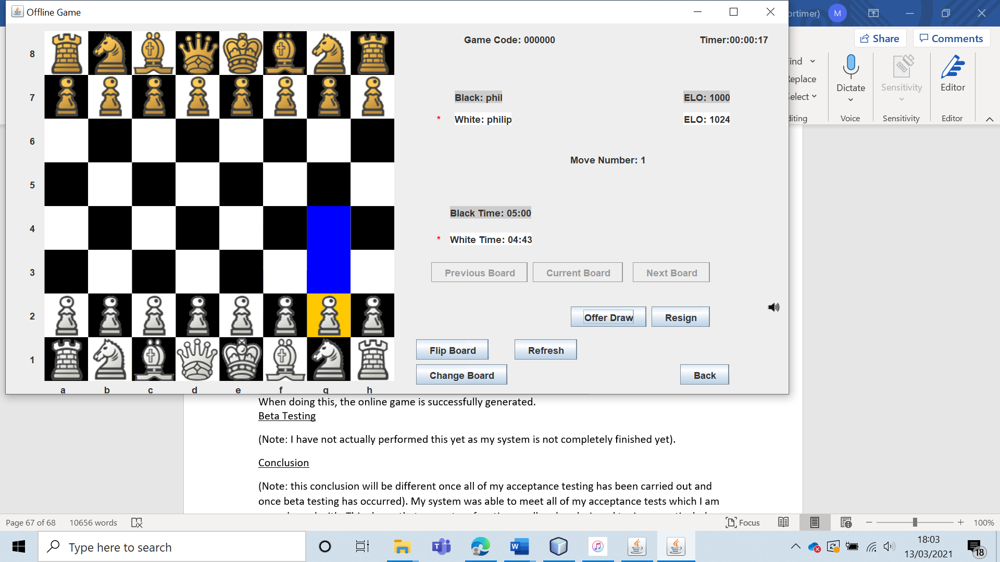 Offline Game
ortimer)
M
Share
Comments
Game Code: 000000
Timer:00:00:17
ind
Replace
Select
diting
Dictate
Voice
Sensitivity
Sensitivity
Editor
Editor
Black: phil
ELO: 1000
* White: philip
ELO: 1024
Move Number: 1
Black Time: 05:00
* White Time: 04:43
Previous Board
Current Board
Next Board
Offer Draw
Resign
Flip Board
Refresh
Change Board
Back
8
7
6
5
4
3
2
1
a b c d e f g h
When doing this, the online game is successfully generated.
Beta Testing
(Note: I have not actually performed this yet as my system is not completely finished yet).
Conclusion
(Note: this conclusion will be different once all of my acceptance testing has been carried out and
once beta testing has occurred). My system was able to meet all of my acceptance tests which I am
Page 67 of 68
10656 words
Focus
100%
Type here to search
18:03
13/03/2021
18